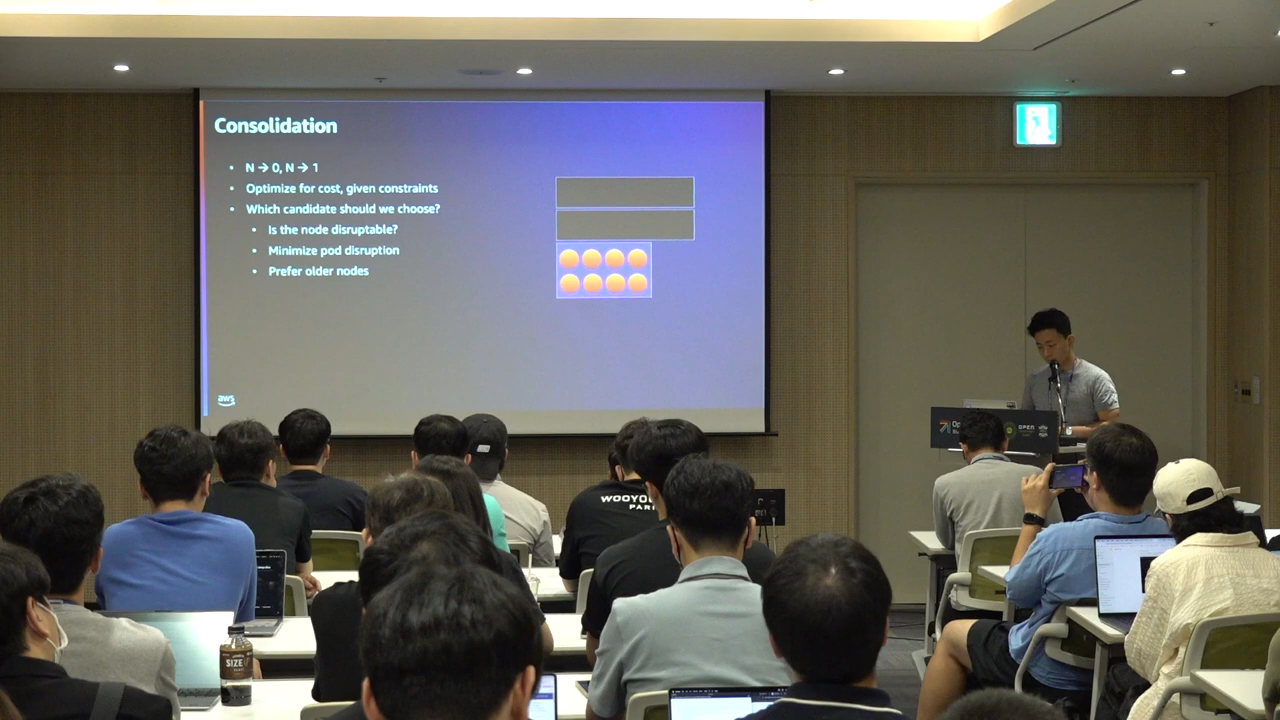 Consolidation
• N → 0, N → 1
• Optimize for cost, given constraints
• Which candidate should we choose?
• Is the node disruptable?
• Minimize pod disruption
• Prefer older nodes
aws
OPEN
SIZE